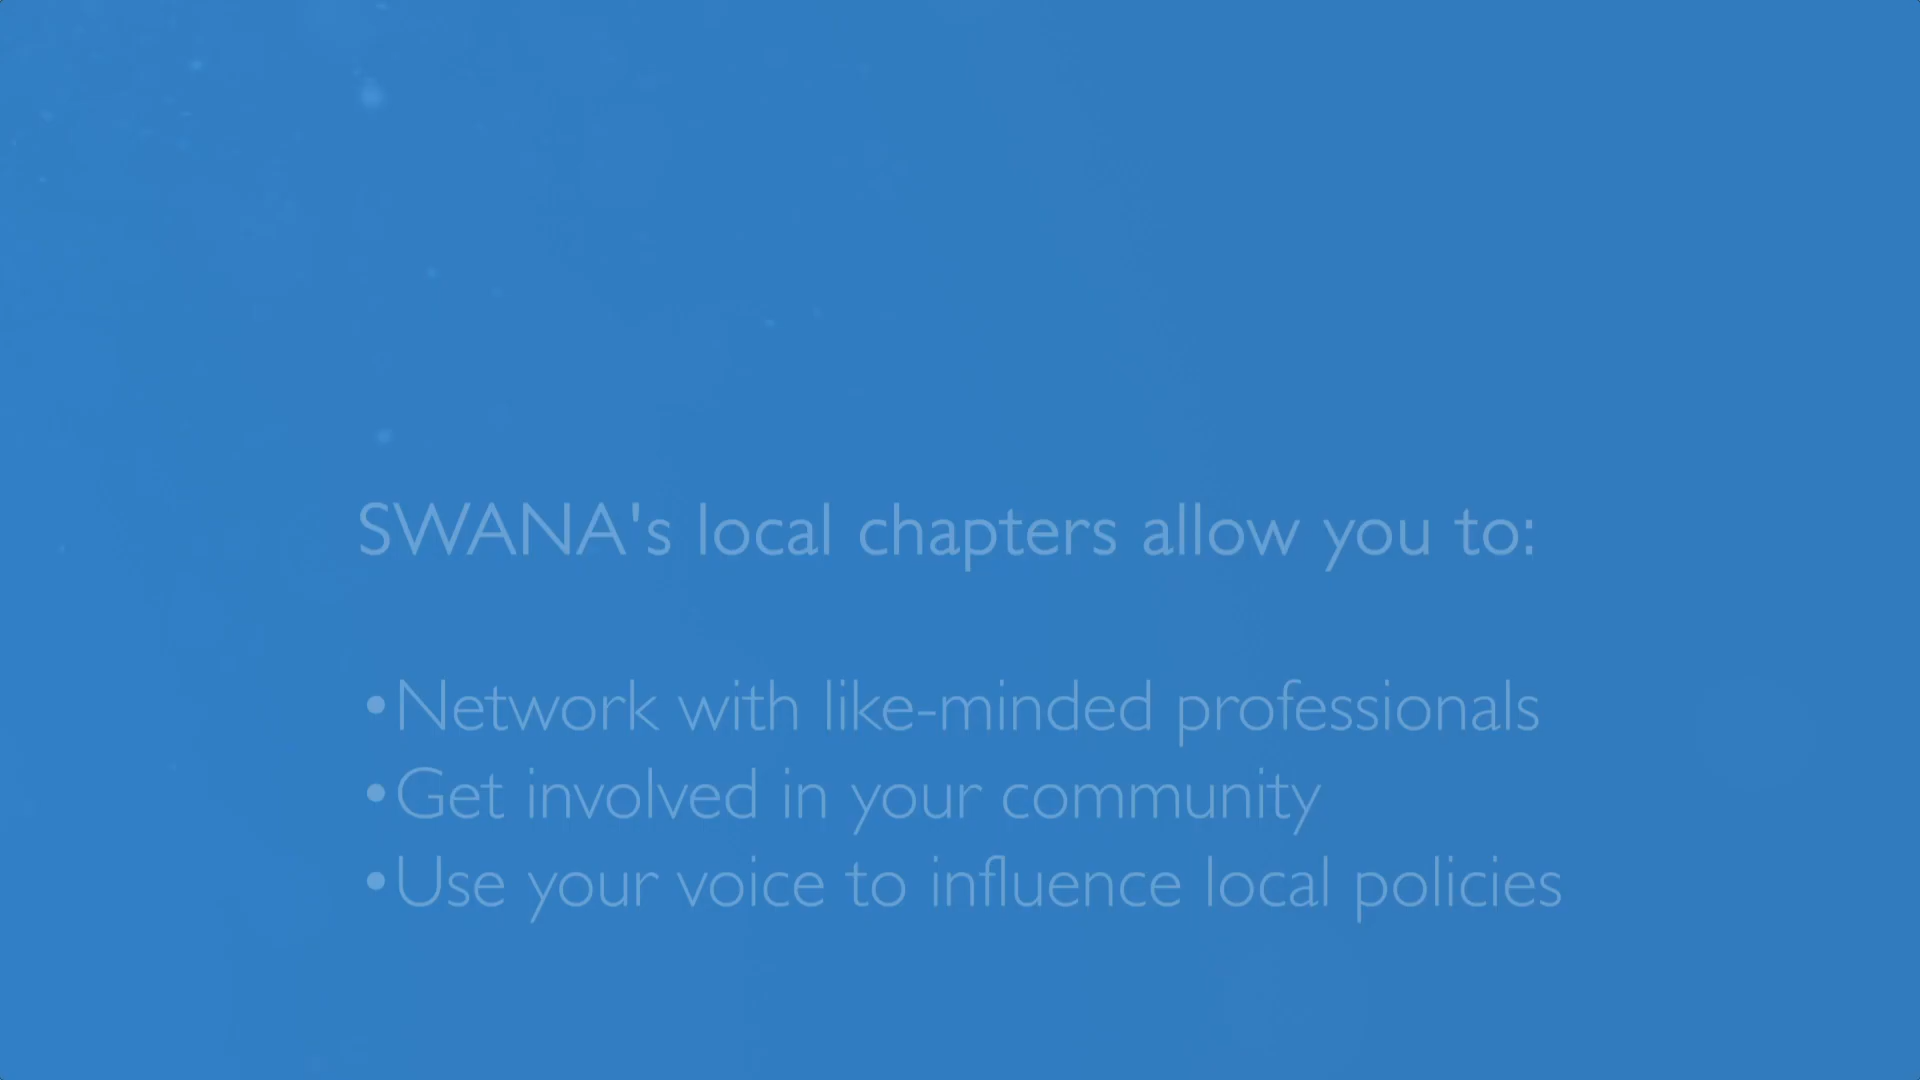 SWANA's local chapters allow you to:
•Network with like-minded professionals
•Get involved in your community
•Use your voice to influence local policies